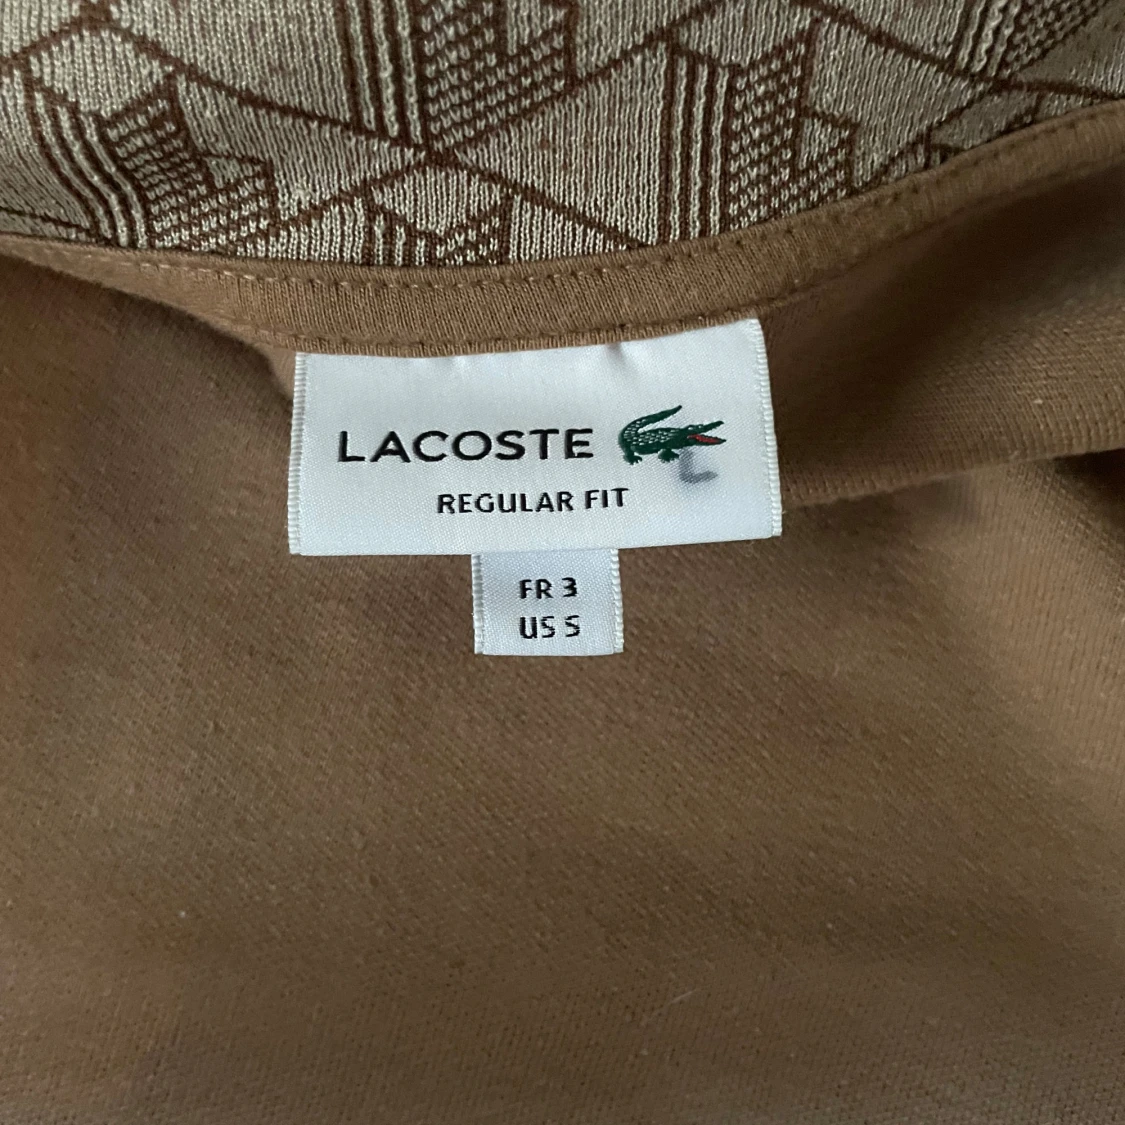 LACOSTE
L
REGULAR FIT
FR 3
US S